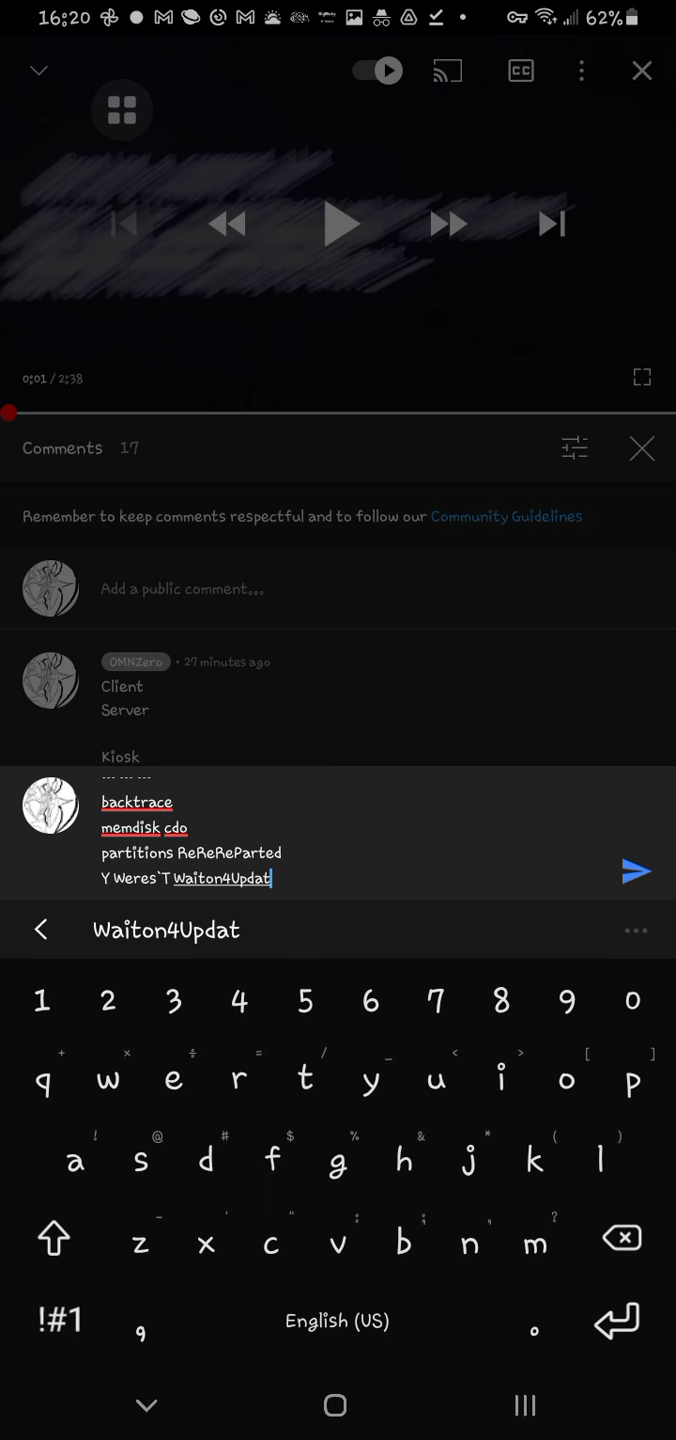 16:20
62%
0:01 / 2:38
Comments 17
Remember to keep comments respectful and to follow our Community Guidelines
Add a public comment...
OMNZero • 27 minutes ago
Client
Server
Kiosk
--- --- ---
backtrace
memdisk cdo
partitions ReReReParted
Y Weres`T Waiton4Updat
Waiton4Updat
1 2 3 4 5 6 7 8 9 0
+ × ÷ = / _ < > [ ]
q w e r t y u i o p
! @ # $ % & * ( )
a s d f g h j k l
- ' " : ; , ?
z x c v b n m
!#1 , English (US) .